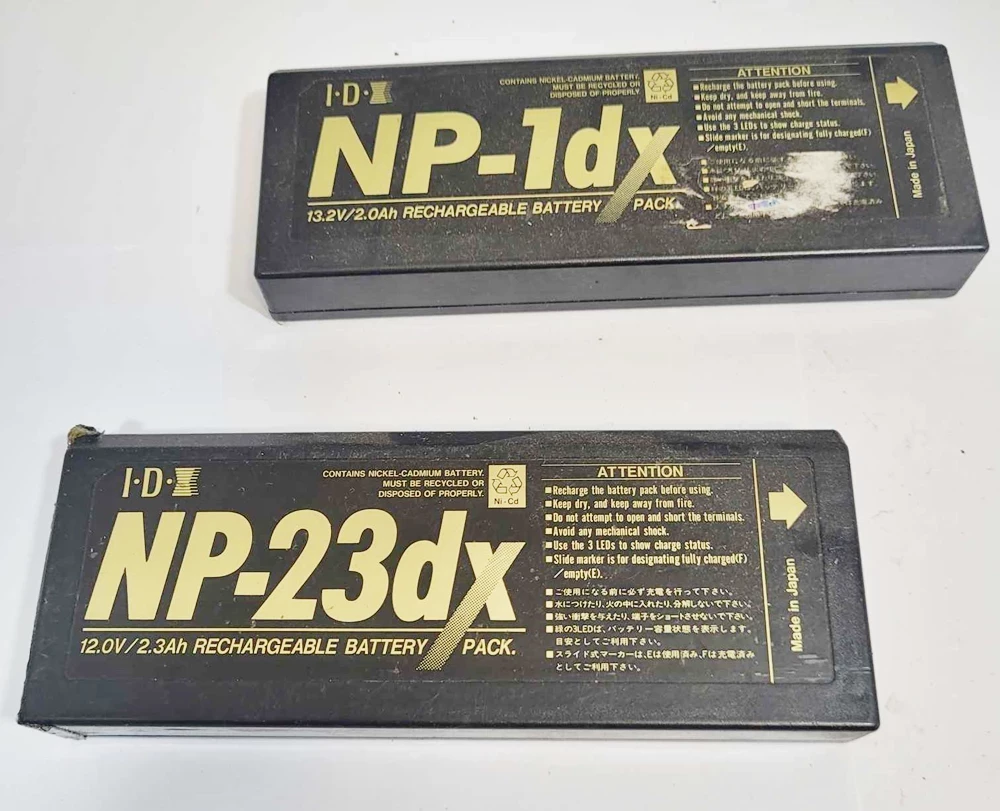 I·D·X
CONTAINS NICKEL-CADMIUM BATTERY.
MUST BE RECYCLED OR
DISPOSED OF PROPERLY
Ni-Cd
NP-1dx
13.2V/2.0Ah RECHARGEABLE BATTERY PACK.
ATTENTION
■Recharge the battery pack before using.
■Keep dry, and keep away from fire.
■Do not attempt to open and short the terminals.
■Avoid any mechanical shock.
■Use the 3 LEDs to show charge status.
■Slide marker is for designating fully charged(F)
/empty(E).
Made in Japan
I·D·X
CONTAINS NICKEL-CADMIUM BATTERY.
MUST BE RECYCLED OR
DISPOSED OF PROPERLY.
Ni-Cd
NP-23dx
12.0V/2.3Ah RECHARGEABLE BATTERY PACK.
ATTENTION
■Recharge the battery pack before using.
■Keep dry, and keep away from fire.
■Do not attempt to open and short the terminals.
■Avoid any mechanical shock.
■Use the 3 LEDs to show charge status.
■Slide marker is for designating fully charged(F)
/empty(E).
■ご使用になる前に必ず充電を行って下さい。
■水につけたり、火の中に入れたり、分解しないで下さい。
■強い衝撃を与えたり、端子をショートさせないで下さい。
■緑の3LEDは、バッテリー容量状態を表示します。
目安としてご利用下さい。
■スライド式マーカーは、Eは使用済み、Fは充電済み
としてご利用下さい。
Made in Japan